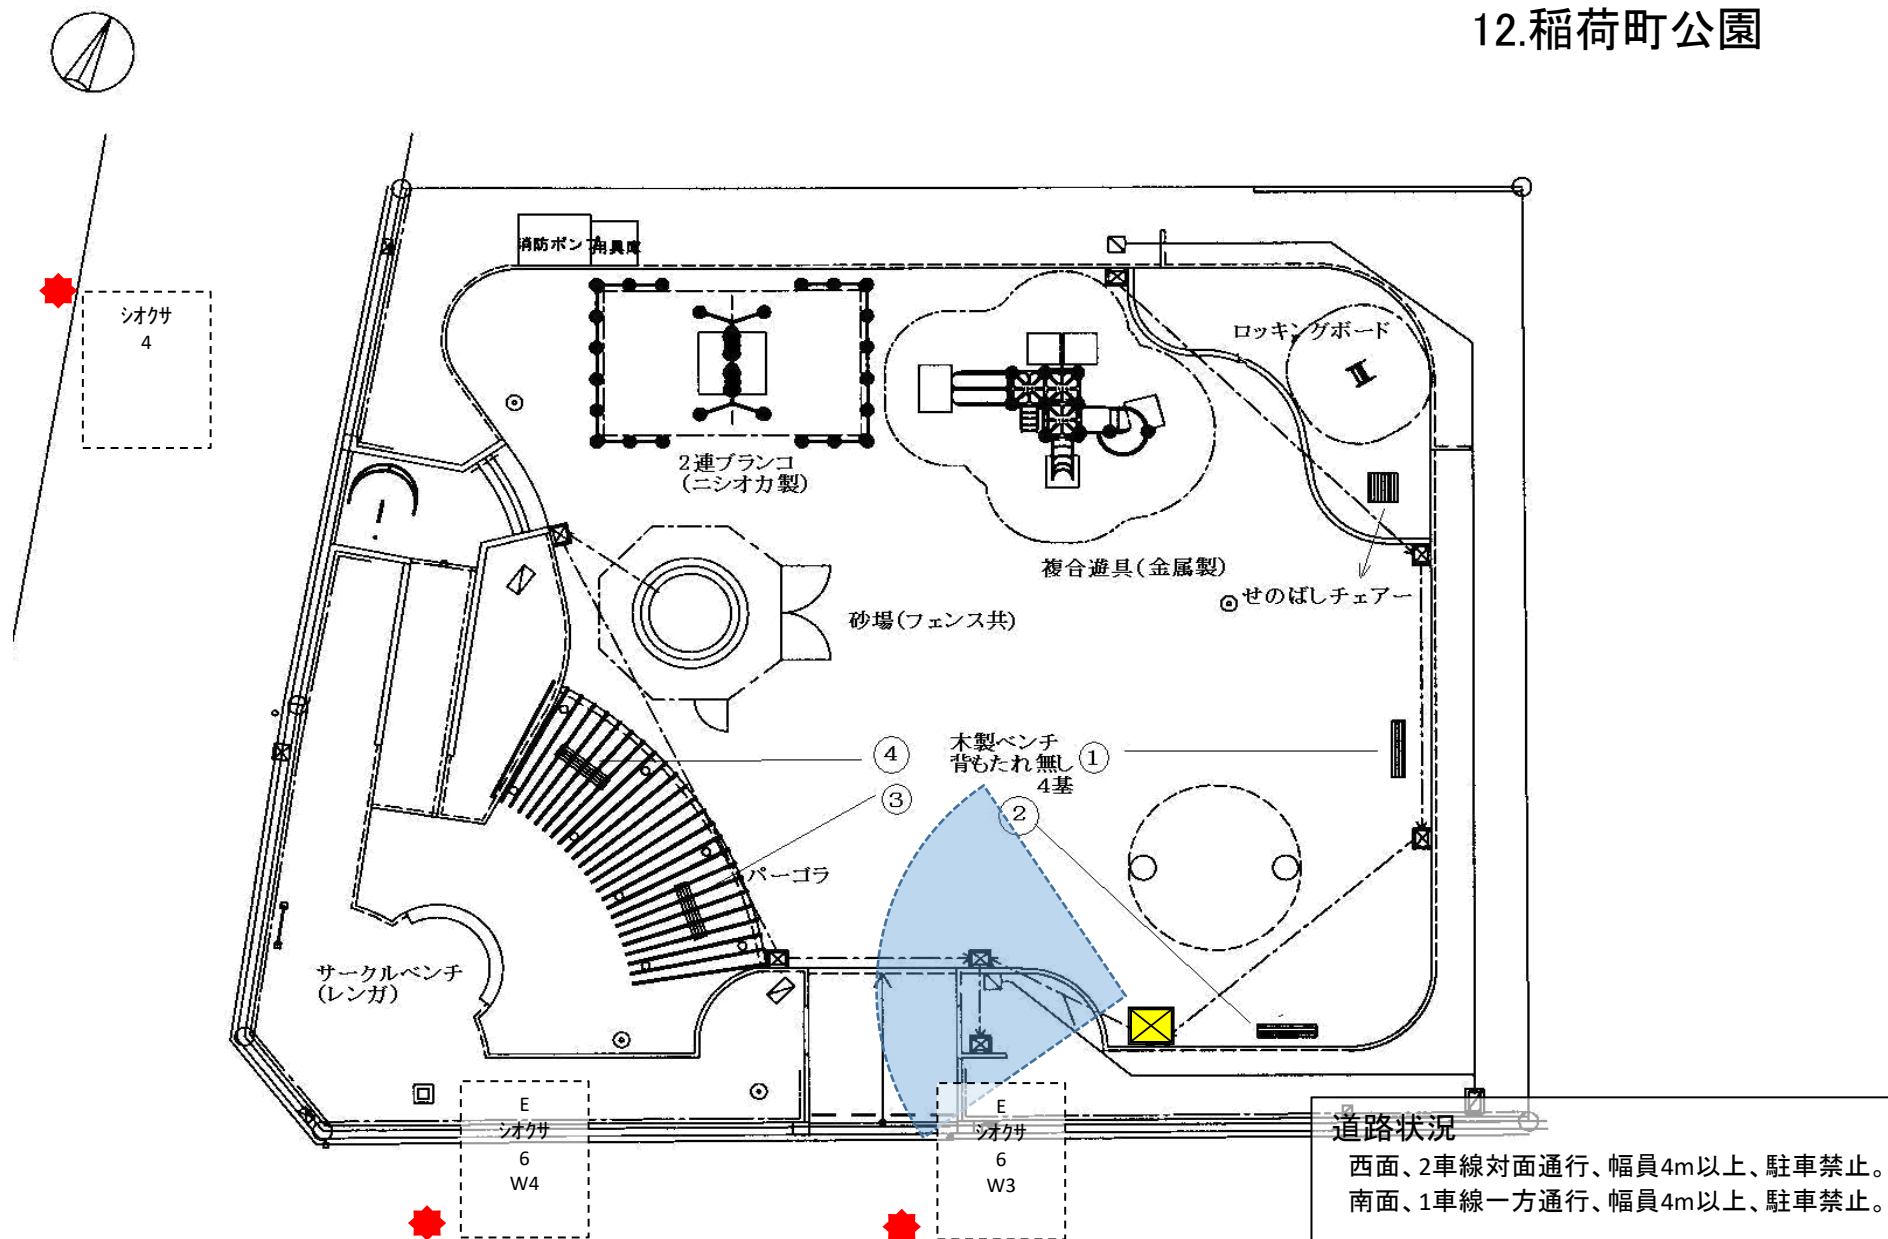 12.稲荷町公園
消防ポンプ
用具庫
シオクサ
4
ロッキングボード
2連ブランコ
(ニシオカ製)
複合遊具(金属製)
せのばしチェアー
砂場(フェンス共)
木製ベンチ
背もたれ無し
4基
①
②
③
④
パーゴラ
サークルベンチ
(レンガ)
E
シオクサ
6
W4
E
シオクサ
6
W3
道路状況
西面、2車線対面通行、幅員4m以上、駐車禁止。
南面、1車線一方通行、幅員4m以上、駐車禁止。